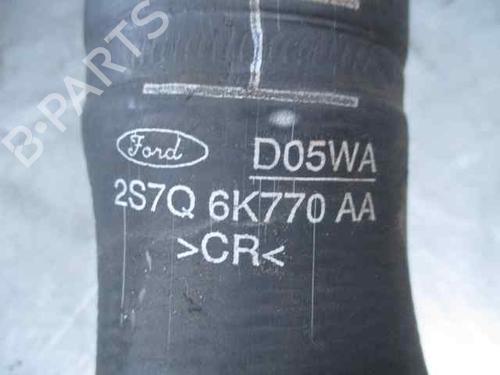 B-PARTS
Ford D05WA
2S7Q 6K770 AA
>CR<